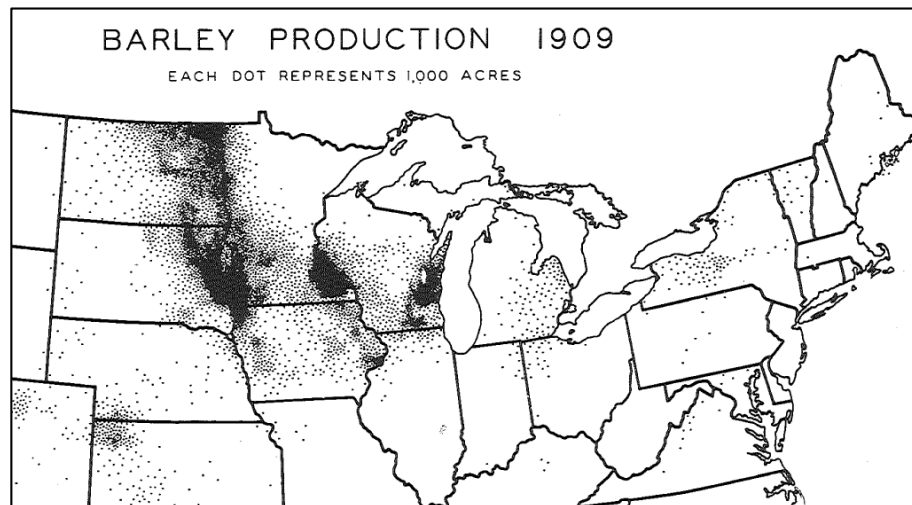 BARLEY PRODUCTION 1909
EACH DOT REPRESENTS 1,000 ACRES